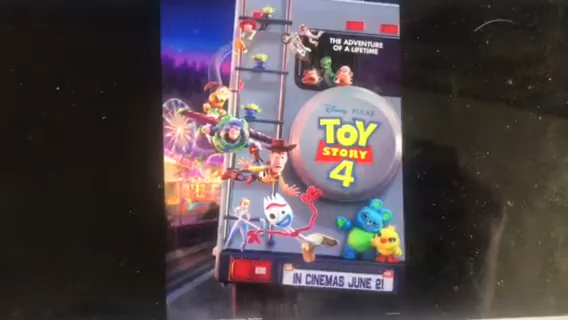 THE ADVENTURE
OF A LIFETIME
Disney PIXAR
TOY
STORY
4
IN CINEMAS JUNE 21